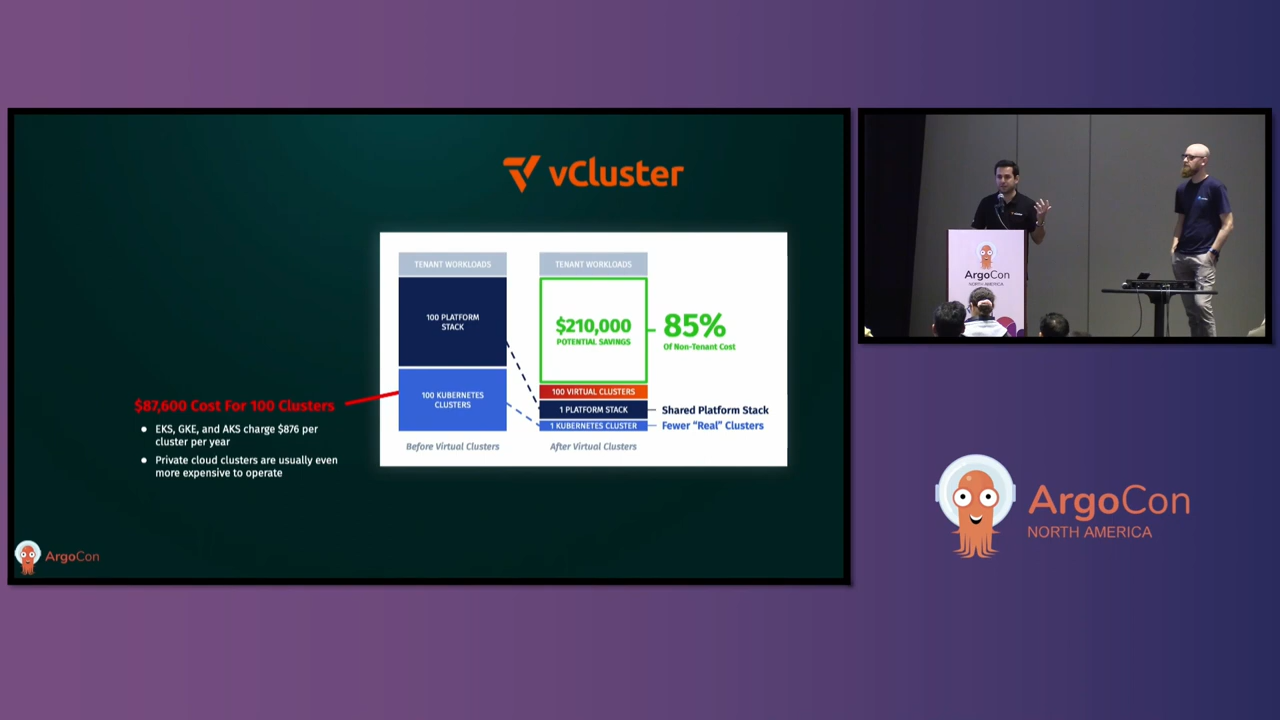 vCluster
TENANT WORKLOADS
100 PLATFORM
STACK
100 KUBERNETES
CLUSTERS
Before Virtual Clusters
TENANT WORKLOADS
$210,000
POTENTIAL SAVINGS
100 VIRTUAL CLUSTERS
1 PLATFORM STACK
1 KUBERNETES CLUSTER
After Virtual Clusters
85%
Of Non-Tenant Cost
Shared Platform Stack
Fewer “Real” Clusters
$87,600 Cost For 100 Clusters
● EKS, GKE, and AKS charge $876 per
cluster per year
● Private cloud clusters are usually even
more expensive to operate
ArgoCon
ArgoCon
NORTH AMERICA
ArgoCon
NORTH AMERICA